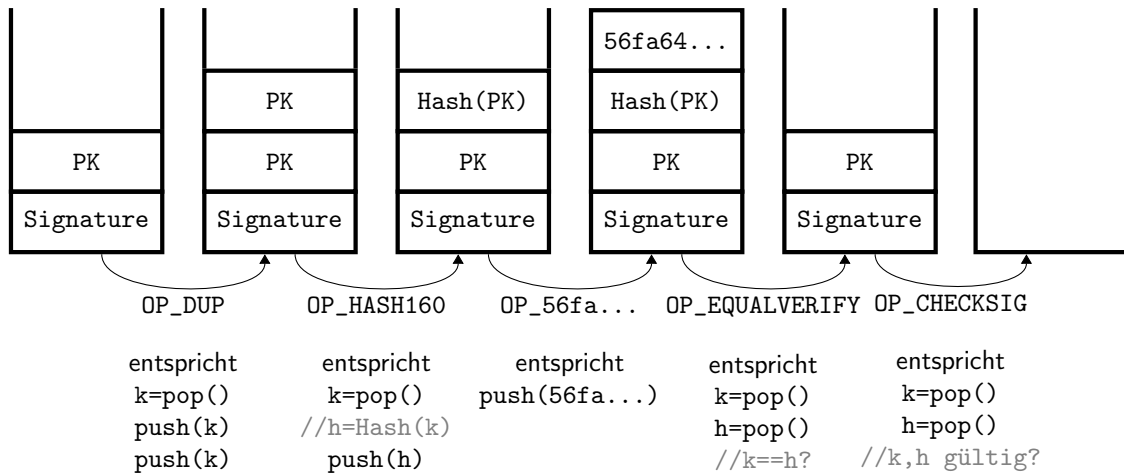 56fa64...
PK Hash(PK) Hash(PK)
PK PK PK PK PK
Signature Signature Signature Signature Signature
OP_DUP OP_HASH160 OP_56fa... OP_EQUALVERIFY OP_CHECKSIG
entspricht entspricht entspricht entspricht entspricht
k=pop() k=pop() push(56fa...) k=pop() k=pop()
push(k) //h=Hash(k) h=pop() h=pop()
push(k) push(h) //k==h? //k,h gültig?